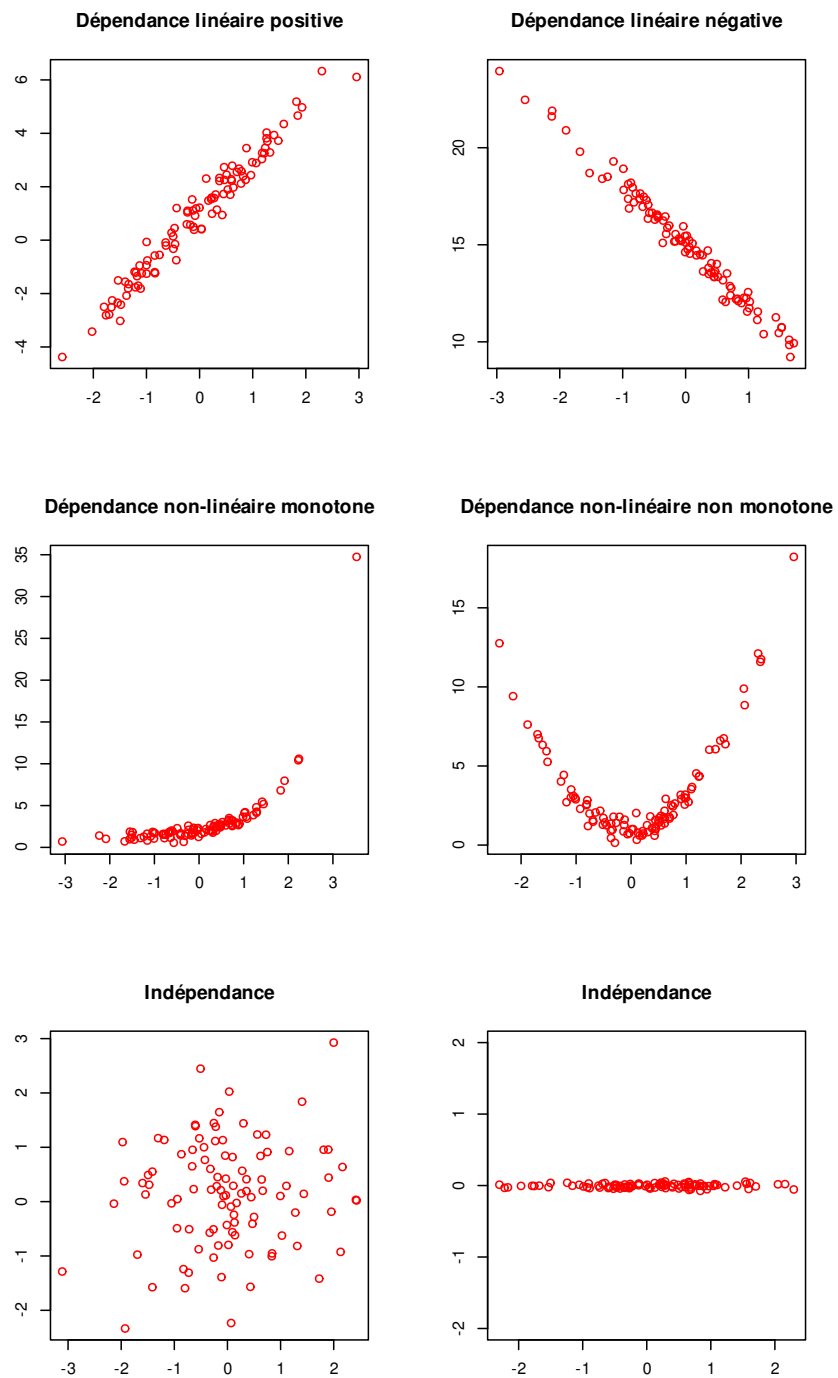 Dépendance linéaire positive
6
4
2
0
-2
-4
-2 -1 0 1 2 3
Dépendance linéaire négative
20
15
10
-3 -2 -1 0 1
Dépendance non-linéaire monotone
35
30
25
20
15
10
5
0
-3 -2 -1 0 1 2 3
Dépendance non-linéaire non monotone
15
10
5
0
-2 -1 0 1 2 3
Indépendance
3
2
1
0
-1
-2
-3 -2 -1 0 1 2
Indépendance
2
1
0
-1
-2
-2 -1 0 1 2